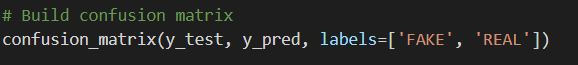 # Build confusion matrix
confusion_matrix(y_test, y_pred, labels=['FAKE', 'REAL'])